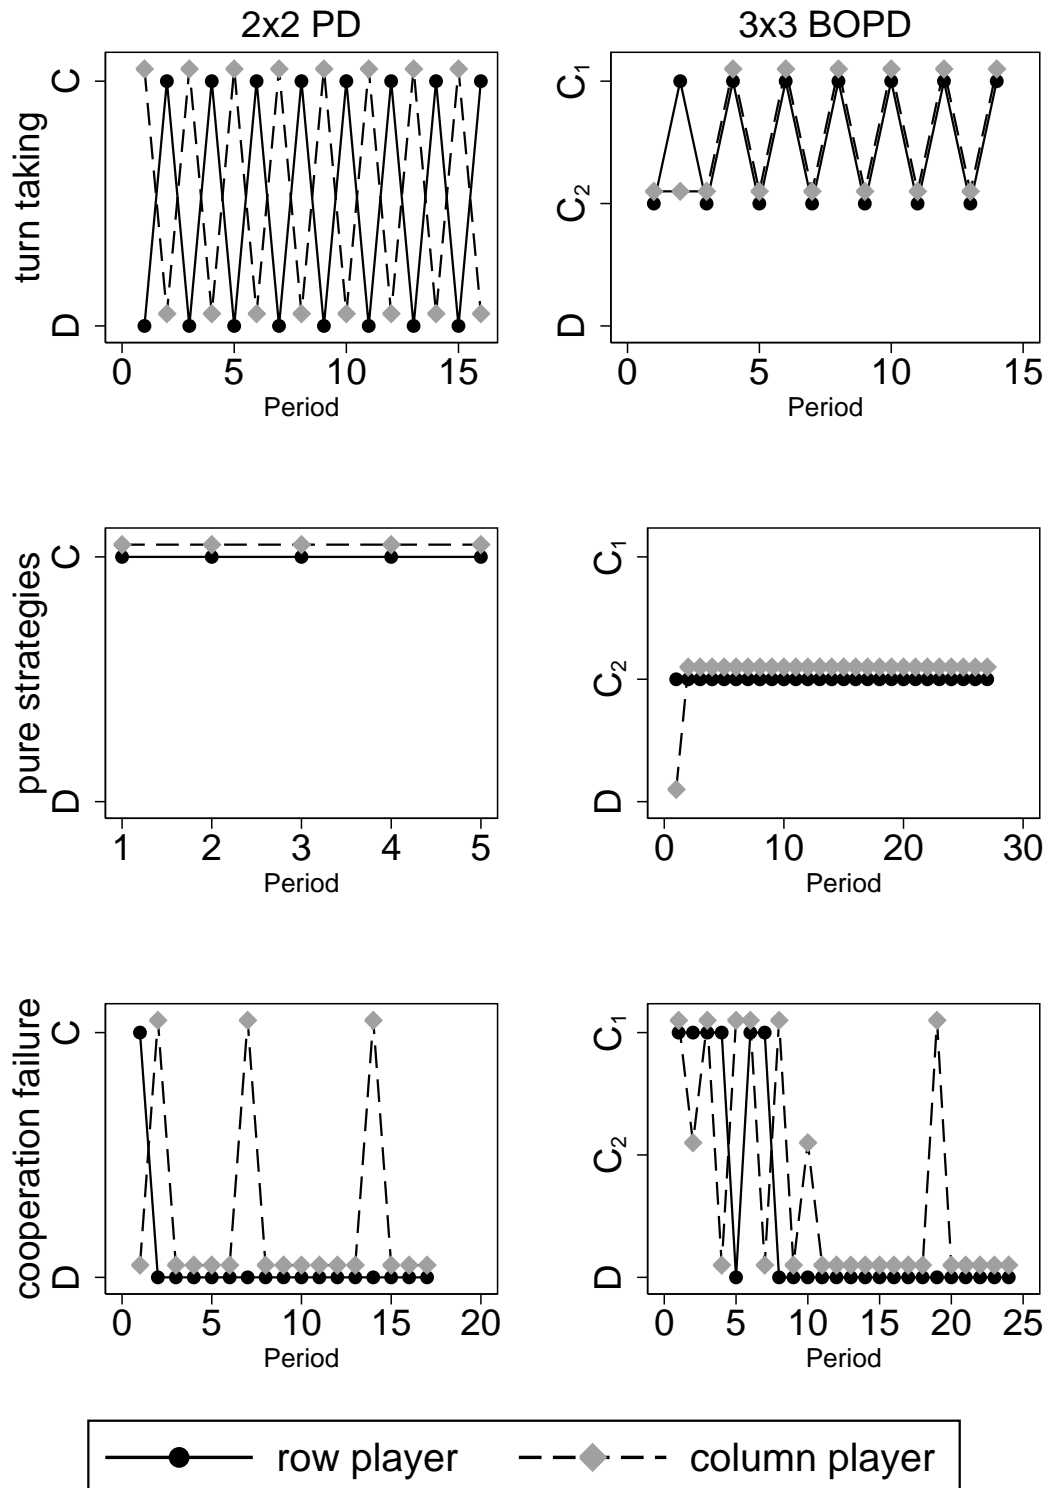 2x2 PD 3x3 BOPD
turn taking
C
D
0 5 10 15
Period
C₁
C₂
D
0 5 10 15
Period
pure strategies
C
D
1 2 3 4 5
Period
C₁
C₂
D
0 10 20 30
Period
cooperation failure
C
D
0 5 10 15 20
Period
C₁
C₂
D
0 5 10 15 20 25
Period
row player column player